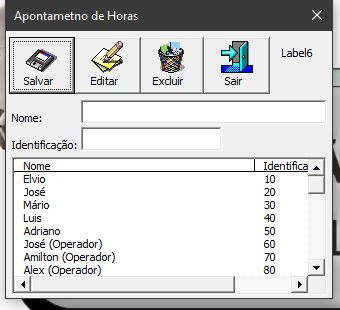 Apontametno de Horas
Salvar Editar Excluir Sair Label6
Nome:
Identificação:
Nome Identifica
Elvio 10
José 20
Mário 30
Luis 40
Adriano 50
José (Operador) 60
Amilton (Operador) 70
Alex (Operador) 80